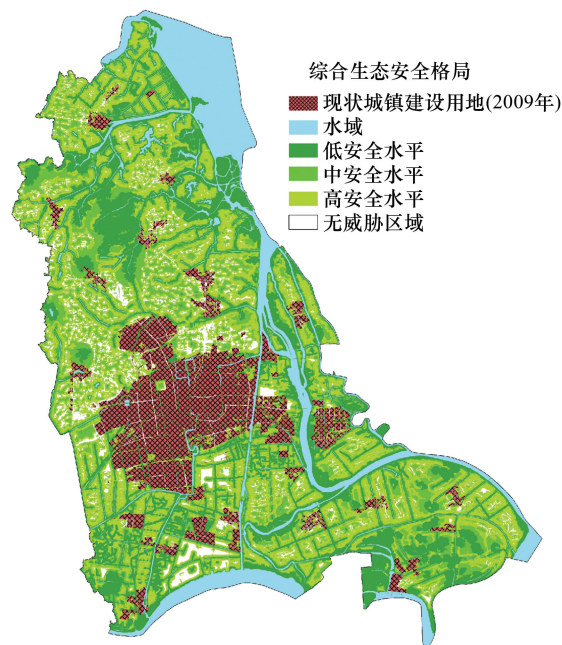 综合生态安全格局
现状城镇建设用地(2009年)
水域
低安全水平
中安全水平
高安全水平
无威胁区域